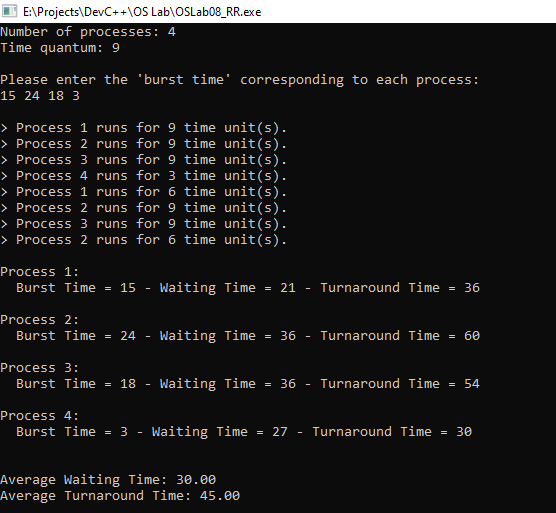 E:\Projects\DevC++\OS Lab\OSLab08_RR.exe
Number of processes: 4
Time quantum: 9
Please enter the 'burst time' corresponding to each process:
15 24 18 3
> Process 1 runs for 9 time unit(s).
> Process 2 runs for 9 time unit(s).
> Process 3 runs for 9 time unit(s).
> Process 4 runs for 3 time unit(s).
> Process 1 runs for 6 time unit(s).
> Process 2 runs for 9 time unit(s).
> Process 3 runs for 9 time unit(s).
> Process 2 runs for 6 time unit(s).
Process 1:
Burst Time = 15 - Waiting Time = 21 - Turnaround Time = 36
Process 2:
Burst Time = 24 - Waiting Time = 36 - Turnaround Time = 60
Process 3:
Burst Time = 18 - Waiting Time = 36 - Turnaround Time = 54
Process 4:
Burst Time = 3 - Waiting Time = 27 - Turnaround Time = 30
Average Waiting Time: 30.00
Average Turnaround Time: 45.00